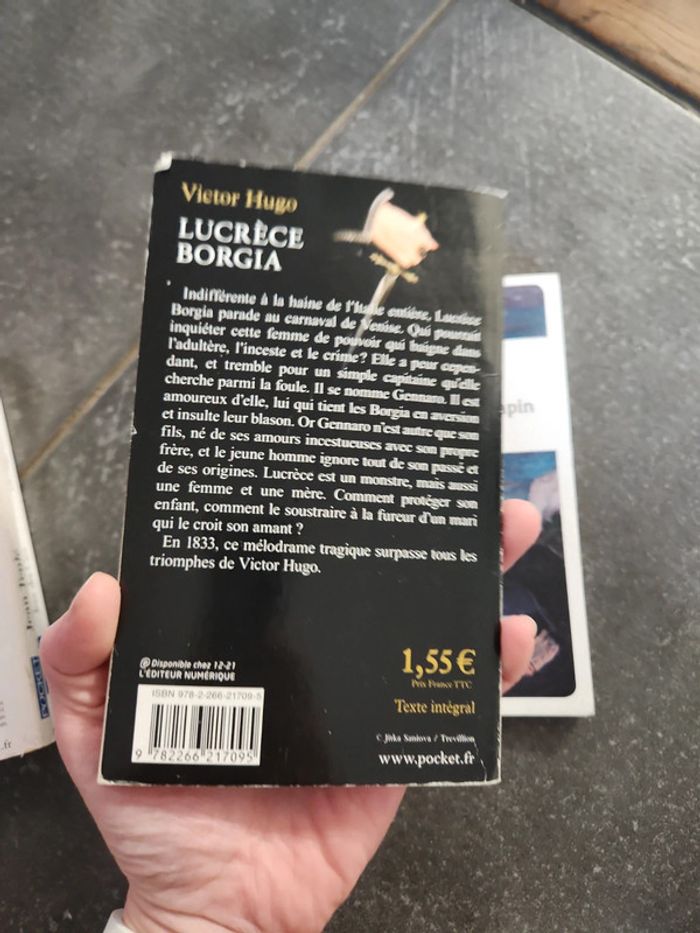 Victor Hugo
LUCRÈCE
BORGIA
Indifférente à la haine de l'Italie entière, Lucrèce
Borgia parade au carnaval de Venise. Qui pourrait
inquiéter cette femme de pouvoir qui baigne dans
l'adultère, l'inceste et le crime ? Elle a peur cepen-
dant, et tremble pour un simple capitaine qu'elle
cherche parmi la foule. Il se nomme Gennaro. Il est
amoureux d'elle, lui qui tient les Borgia en aversion
et insulte leur blason. Or Gennaro n'est autre que son
fils, né de ses amours incestueuses avec son propre
frère, et le jeune homme ignore tout de son passé et
de ses origines. Lucrèce est un monstre, mais aussi
une femme et une mère. Comment protéger son
enfant, comment le soustraire à la fureur d'un mari
qui le croit son amant ?
En 1833, ce mélodrame tragique surpasse tous les
triomphes de Victor Hugo.
@ Disponible chez 12-21
L'ÉDITEUR NUMÉRIQUE
ISBN 978-2-266-21709-5
9 782266 217095
1,55 €
Prix France TTC
Texte intégral
© Jitka Saniova / Trevillion
www.pocket.fr
apin
POCKET
.fr